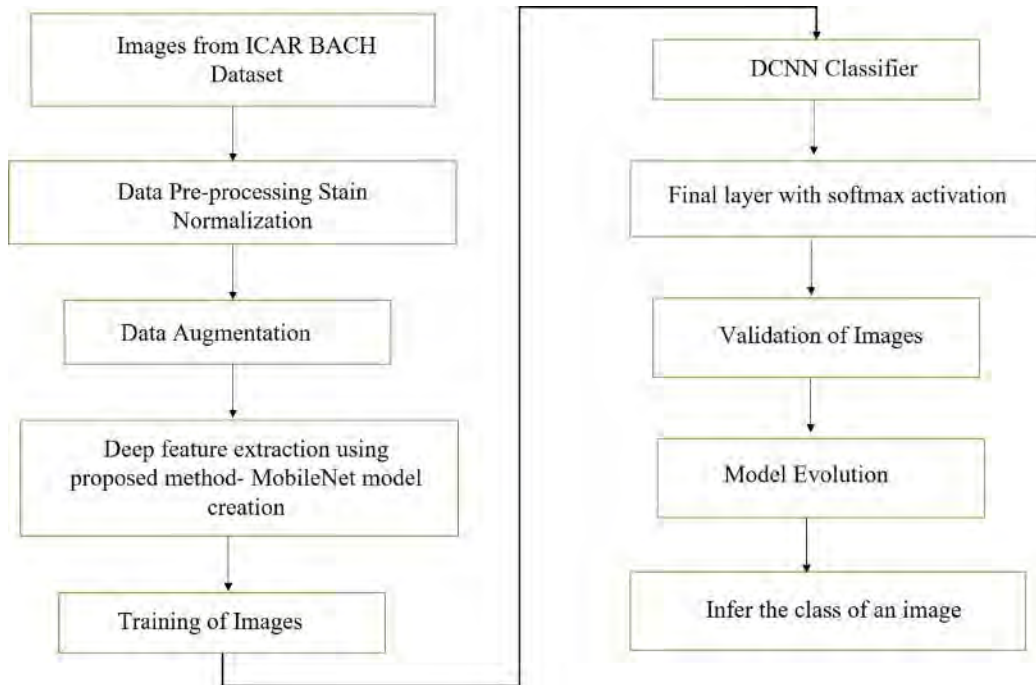 Images from ICAR BACH
Dataset
Data Pre-processing Stain
Normalization
Data Augmentation
Deep feature extraction using
proposed method- MobileNet model
creation
Training of Images
DCNN Classifier
Final layer with softmax activation
Validation of Images
Model Evolution
Infer the class of an image